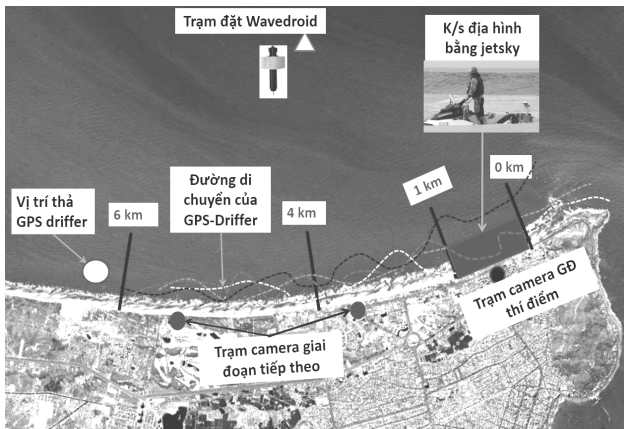 Trạm đặt Wavedroid
K/s địa hình
bằng jetsky
0 km
1 km
Đường di
chuyển của
GPS-Driffer
Vị trí thả
GPS driffer
6 km
4 km
Trạm camera GĐ
thí điểm
Trạm camera giai
đoạn tiếp theo